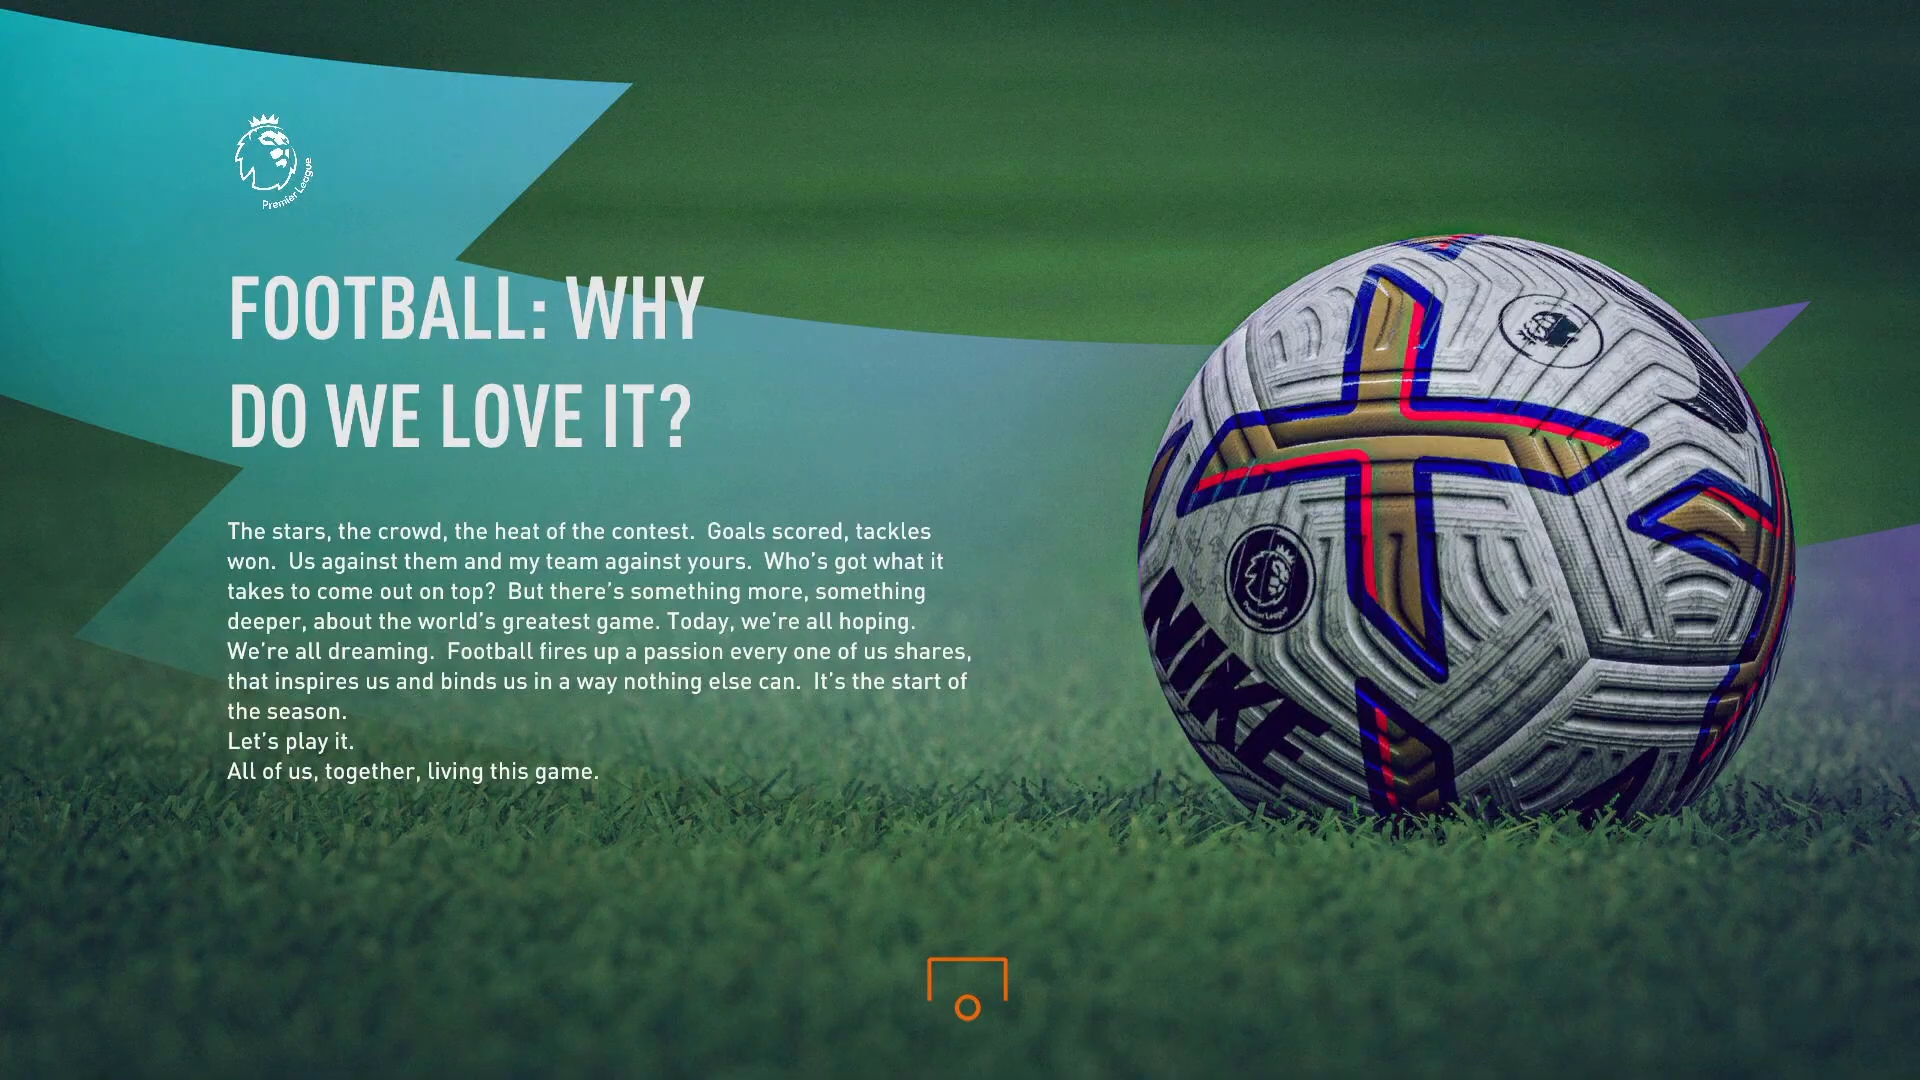 Premier League
FOOTBALL: WHY
DO WE LOVE IT?
The stars, the crowd, the heat of the contest.  Goals scored, tackles
won.  Us against them and my team against yours.  Who's got what it
takes to come out on top?  But there's something more, something
deeper, about the world's greatest game. Today, we're all hoping.
We're all dreaming.  Football fires up a passion every one of us shares,
that inspires us and binds us in a way nothing else can.  It's the start of
the season.
Let's play it.
All of us, together, living this game.
Premier League
NIKE